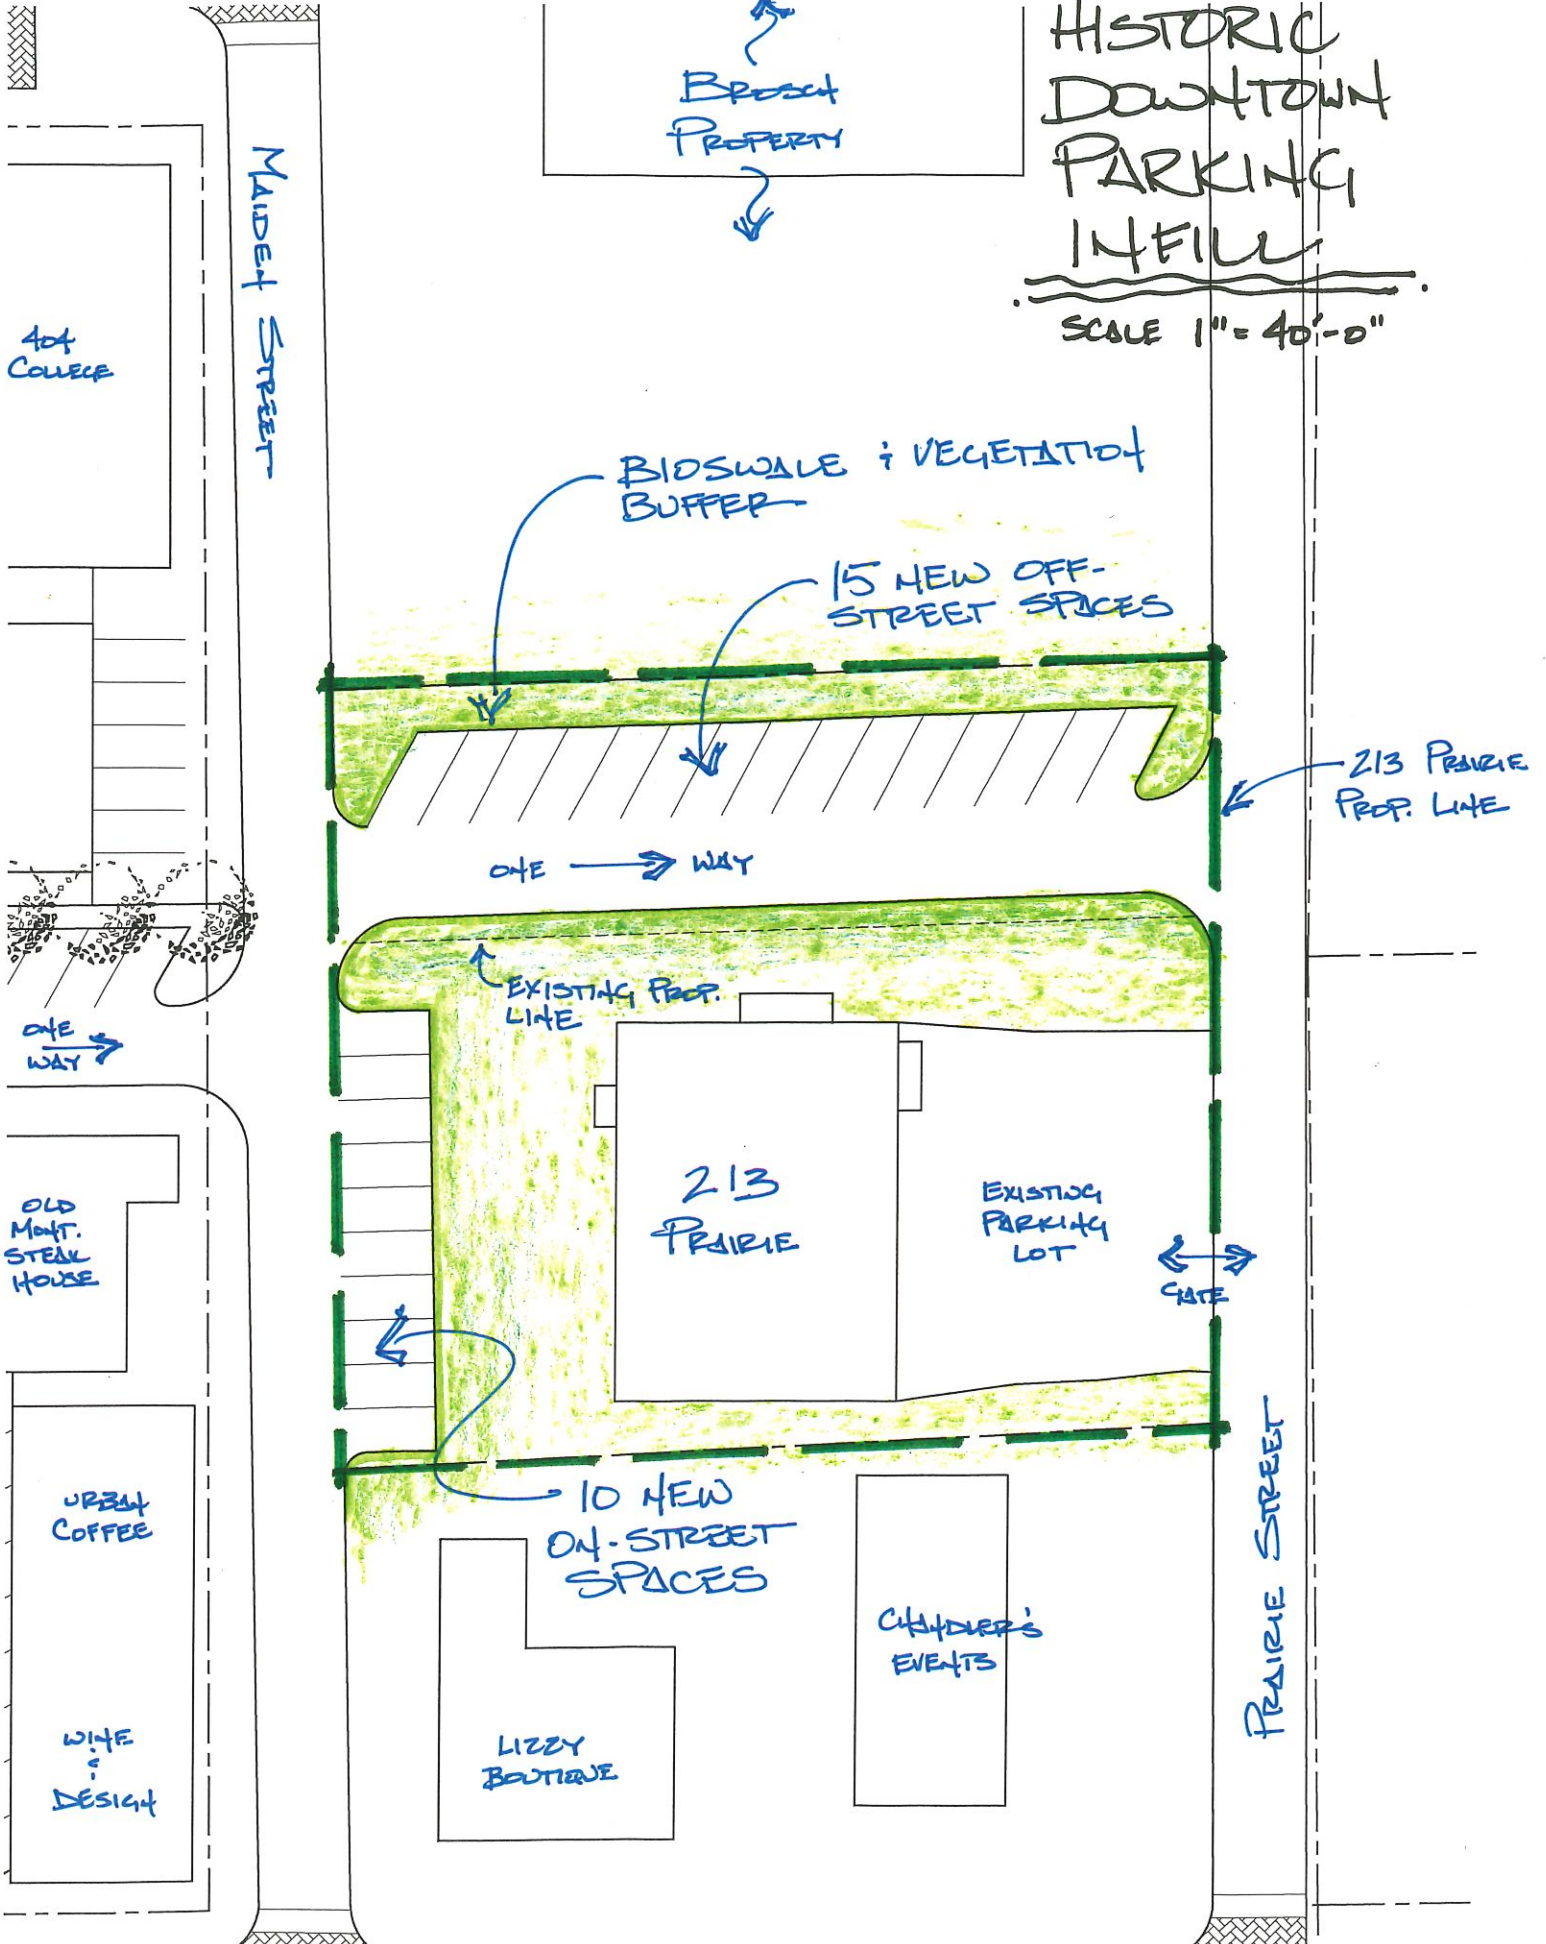 HISTORIC
DOWNTOWN
PARKING
INFILL
SCALE 1" = 40'-0"
BROSCH
PROPERTY
MAIDEN STREET
404
COLLEGE
BIOSWALE & VEGETATION
BUFFER
15 NEW OFF-
STREET SPACES
213 PRAIRIE
PROP. LINE
ONE WAY
EXISTING PROP.
LINE
ONE
WAY
213
PRAIRIE
EXISTING
PARKING
LOT
GATE
OLD
MONT.
STEAK
HOUSE
URBAN
COFFEE
10 NEW
ON-STREET
SPACES
PRAIRIE STREET
CHANDLER'S
EVENTS
WINE
&
DESIGN
LIZZY
BOUTIQUE